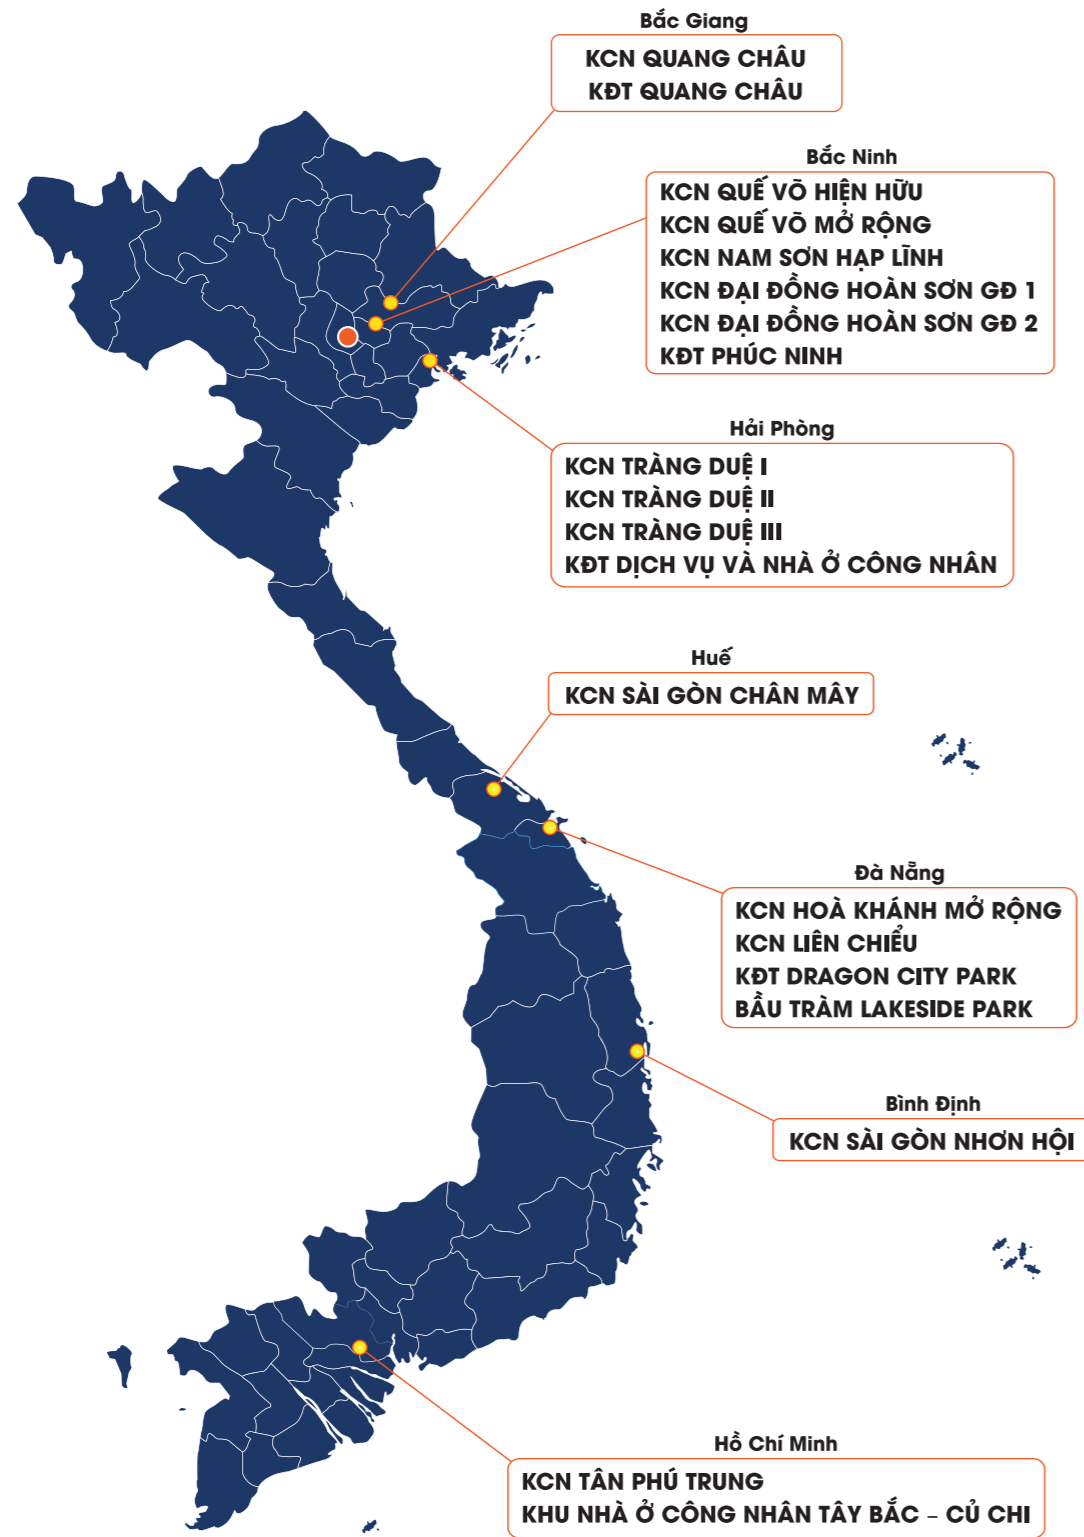 Bắc Giang
KCN QUANG CHÂU
KĐT QUANG CHÂU
Bắc Ninh
KCN QUẾ VÕ HIỆN HỮU
KCN QUẾ VÕ MỞ RỘNG
KCN NAM SƠN HẠP LĨNH
KCN ĐẠI ĐỒNG HOÀN SƠN GĐ 1
KCN ĐẠI ĐỒNG HOÀN SƠN GĐ 2
KĐT PHÚC NINH
Hải Phòng
KCN TRÀNG DUỆ I
KCN TRÀNG DUỆ II
KCN TRÀNG DUỆ III
KĐT DỊCH VỤ VÀ NHÀ Ở CÔNG NHÂN
Huế
KCN SÀI GÒN CHÂN MÂY
Đà Nẵng
KCN HOÀ KHÁNH MỞ RỘNG
KCN LIÊN CHIỂU
KĐT DRAGON CITY PARK
BẦU TRÀM LAKESIDE PARK
Bình Định
KCN SÀI GÒN NHƠN HỘI
Hồ Chí Minh
KCN TÂN PHÚ TRUNG
KHU NHÀ Ở CÔNG NHÂN TÂY BẮC – CỦ CHI